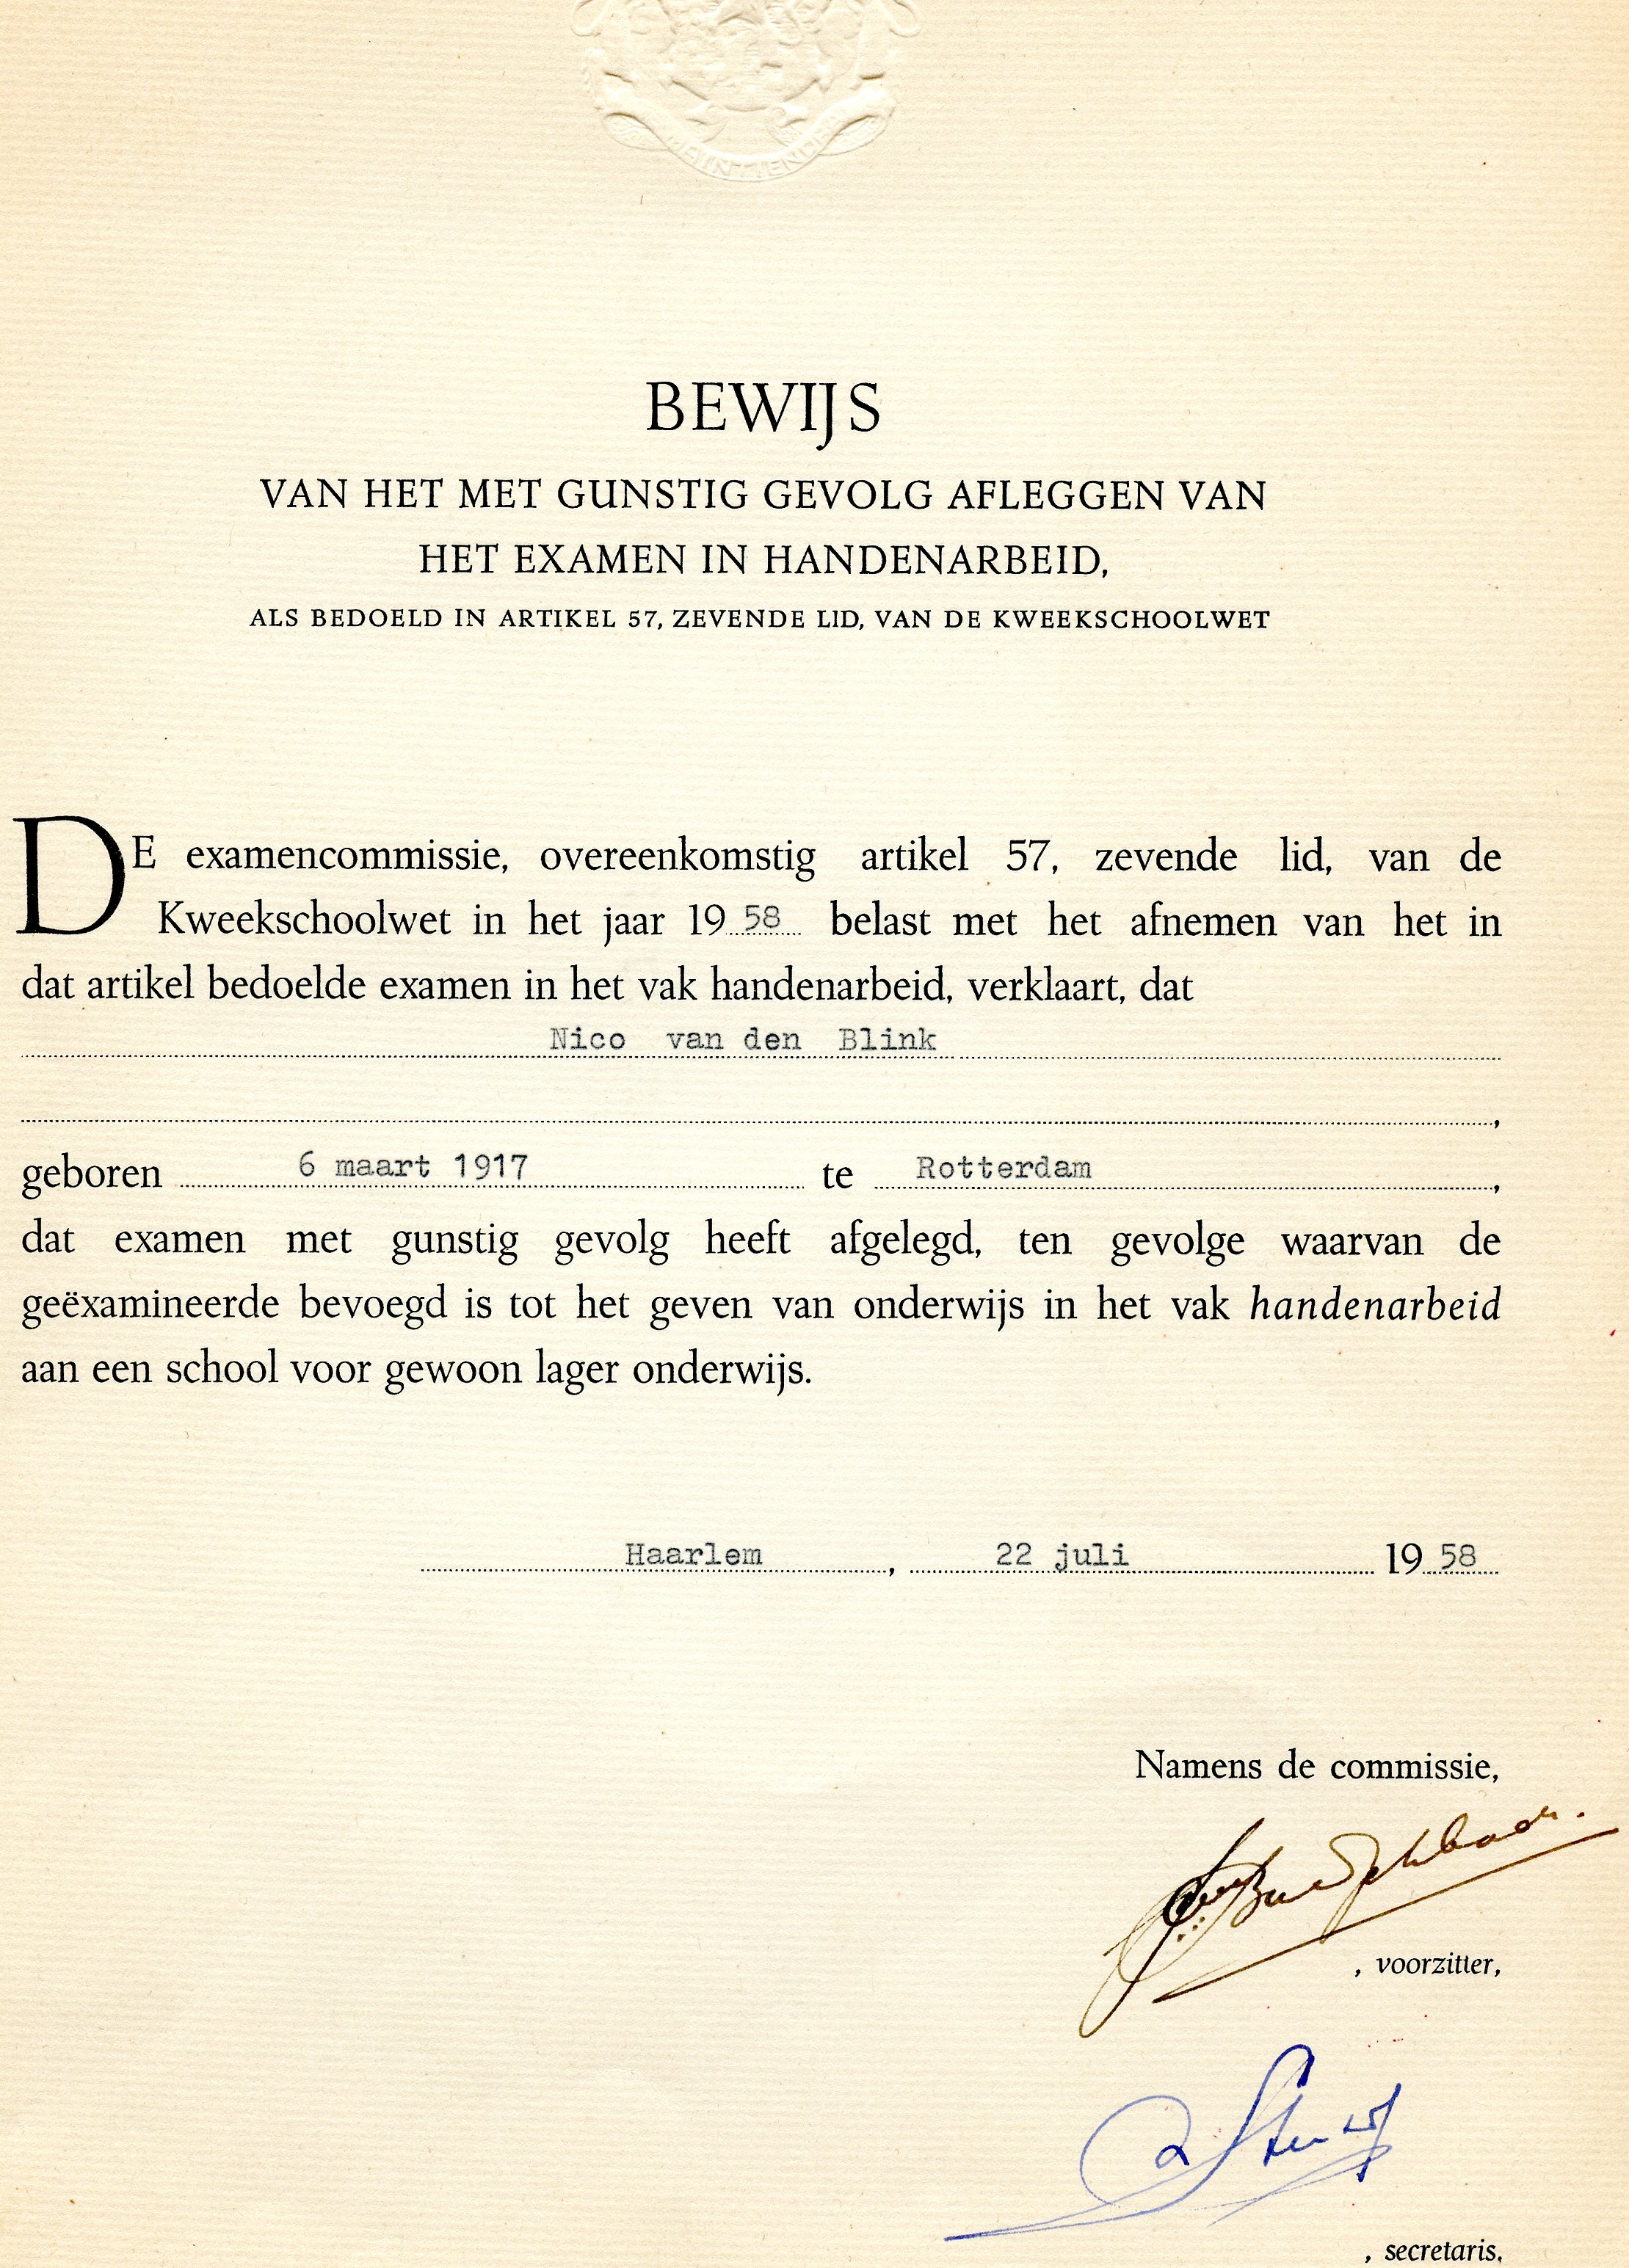 MAINTIENDRAI
BEWIJS
VAN HET MET GUNSTIG GEVOLG AFLEGGEN VAN
HET EXAMEN IN HANDENARBEID,
ALS BEDOELD IN ARTIKEL 57, ZEVENDE LID, VAN DE KWEEKSCHOOLWET
DE examencommissie, overeenkomstig artikel 57, zevende lid, van de
Kweekschoolwet in het jaar 1958 belast met het afnemen van het in
dat artikel bedoelde examen in het vak handenarbeid, verklaart, dat
Nico van den Blink
,
geboren 6 maart 1917 te Rotterdam,
dat examen met gunstig gevolg heeft afgelegd, ten gevolge waarvan de
geëxamineerde bevoegd is tot het geven van onderwijs in het vak handenarbeid
aan een school voor gewoon lager onderwijs.
Haarlem, 22 juli 1958
Namens de commissie,
, voorzitter,
, secretaris.